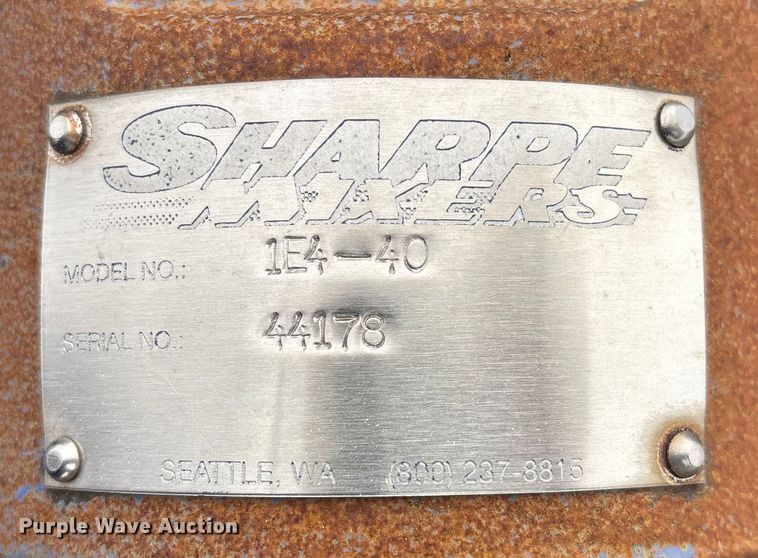 SHARPE
MIXERS
MODEL NO.: 1E4-40
SERIAL NO.: 44178
SEATTLE, WA (800) 237-8815
Purple Wave Auction